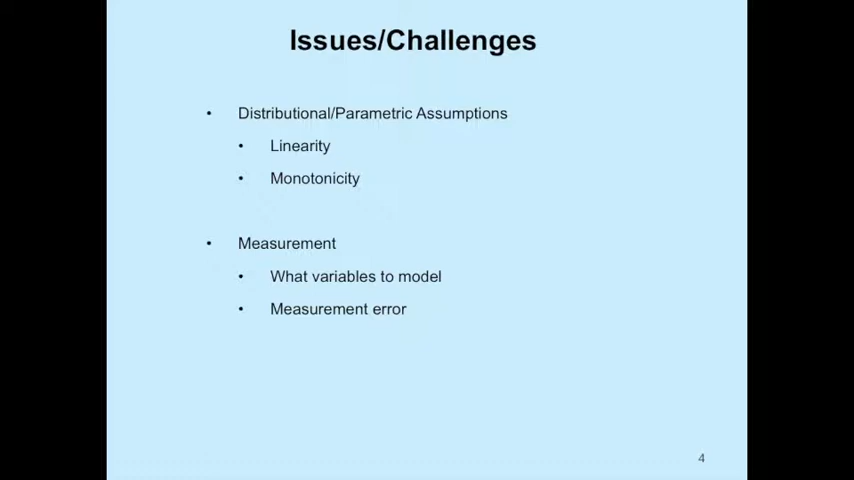 Issues/Challenges
• Distributional/Parametric Assumptions
• Linearity
• Monotonicity
• Measurement
• What variables to model
• Measurement error
4